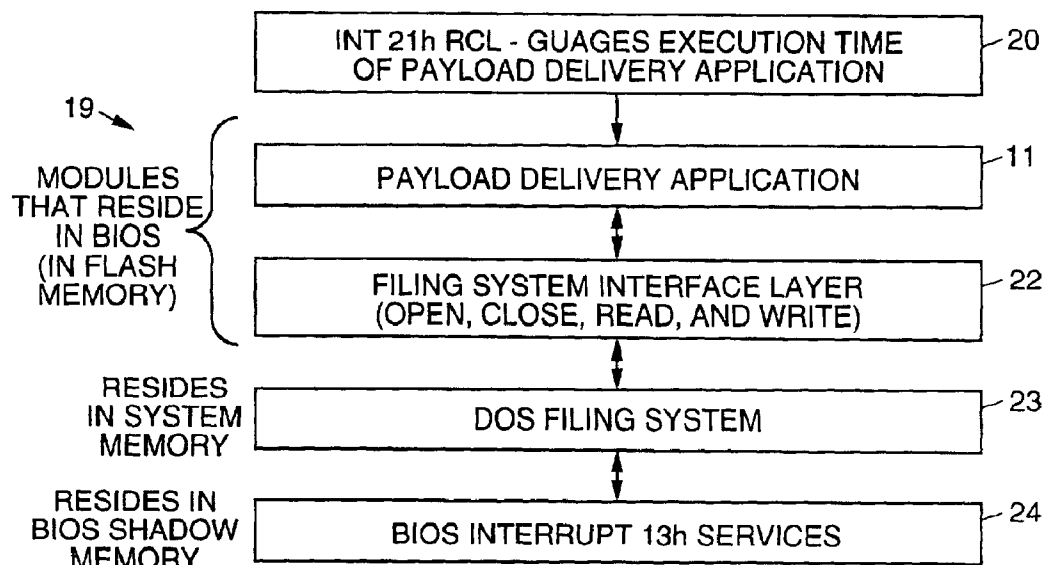 INT 21h RCL - GUAGES EXECUTION TIME
OF PAYLOAD DELIVERY APPLICATION
20
19
MODULES
THAT RESIDE
IN BIOS
(IN FLASH
MEMORY)
PAYLOAD DELIVERY APPLICATION
11
FILING SYSTEM INTERFACE LAYER
(OPEN, CLOSE, READ, AND WRITE)
22
RESIDES
IN SYSTEM
MEMORY
DOS FILING SYSTEM
23
RESIDES IN
BIOS SHADOW
MEMORY
BIOS INTERRUPT 13h SERVICES
24